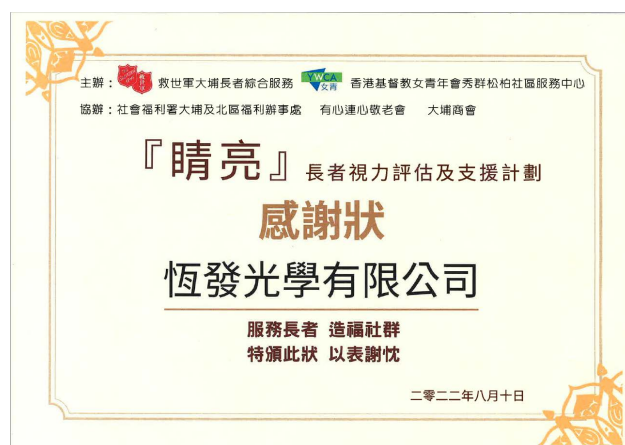 主辦：救世軍大埔長者綜合服務 YWCA 女青 香港基督教女青年會秀群松柏社區服務中心
協辦：社會福利署大埔及北區福利辦事處 有心連心敬老會 大埔商會
『睛亮』長者視力評估及支援計劃
感謝狀
恆發光學有限公司
服務長者 造福社群
特頒此狀 以表謝忱
二零二二年八月十日